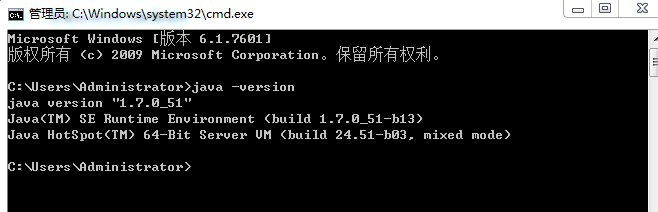 管理员: C:\Windows\system32\cmd.exe
Microsoft Windows [版本 6.1.7601]
版权所有 (c) 2009 Microsoft Corporation。保留所有权利。
C:\Users\Administrator>java -version
java version "1.7.0_51"
Java(TM) SE Runtime Environment (build 1.7.0_51-b13)
Java HotSpot(TM) 64-Bit Server VM (build 24.51-b03, mixed mode)
C:\Users\Administrator>